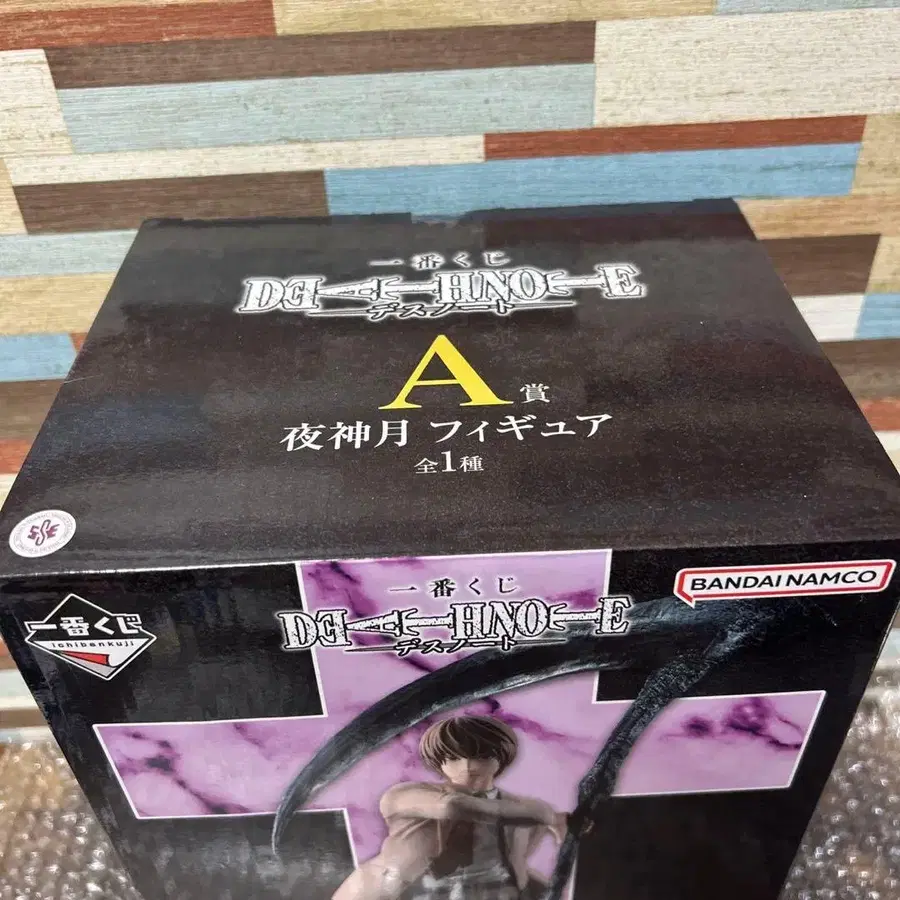 一番くじ
DEATH NOTE
デスノート
A賞
夜神月 フィギュア
全1種
一番くじ
ichibankuji
一番くじ
DEATH NOTE
デスノート
BANDAI NAMCO